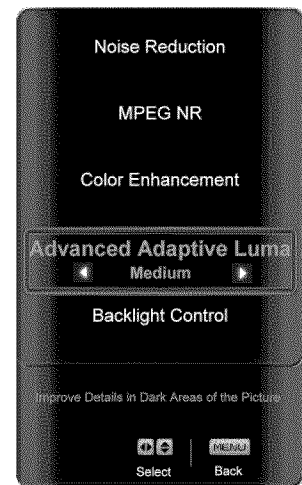 Noise Reduction
MPEG NR
Color Enhancement
Advanced Adaptive Luma
Medium
Backlight Control
Improve Details in Dark Areas of the Picture
MENU
Select Back